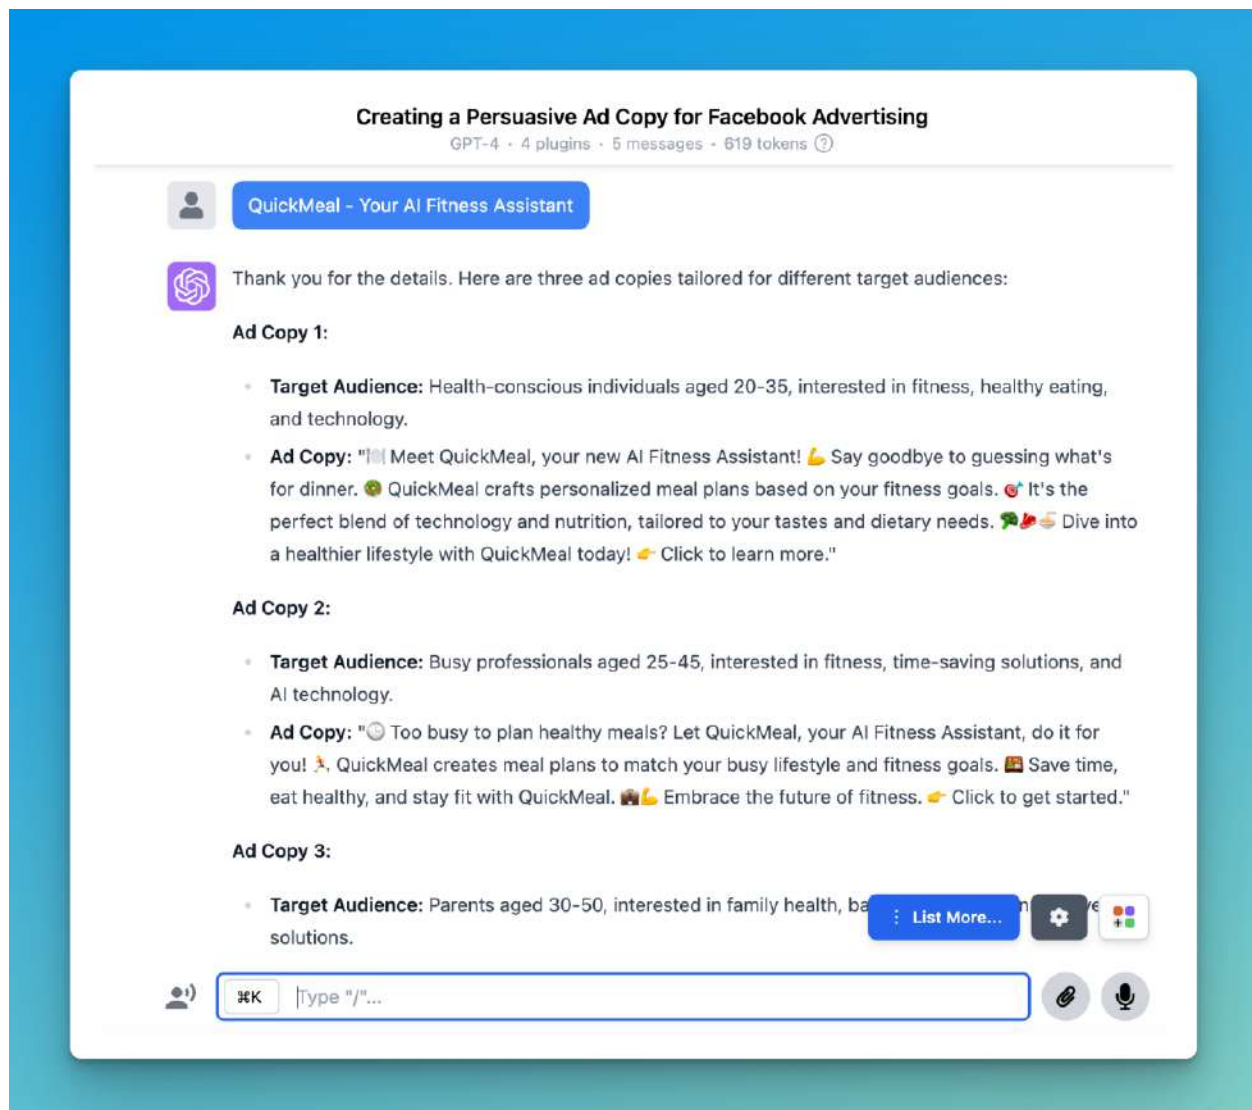 Creating a Persuasive Ad Copy for Facebook Advertising
GPT-4 • 4 plugins • 5 messages • 619 tokens ?
QuickMeal - Your AI Fitness Assistant
Thank you for the details. Here are three ad copies tailored for different target audiences:
Ad Copy 1:
Target Audience: Health-conscious individuals aged 20-35, interested in fitness, healthy eating,
and technology.
Ad Copy: "🍽️ Meet QuickMeal, your new AI Fitness Assistant! 💪 Say goodbye to guessing what's
for dinner. 🥗 QuickMeal crafts personalized meal plans based on your fitness goals. 🎯 It's the
perfect blend of technology and nutrition, tailored to your tastes and dietary needs. 🥦🥩🍜 Dive into
a healthier lifestyle with QuickMeal today! 👉 Click to learn more."
Ad Copy 2:
Target Audience: Busy professionals aged 25-45, interested in fitness, time-saving solutions, and
AI technology.
Ad Copy: "🕒 Too busy to plan healthy meals? Let QuickMeal, your AI Fitness Assistant, do it for
you! 🏃 QuickMeal creates meal plans to match your busy lifestyle and fitness goals. 🍱 Save time,
eat healthy, and stay fit with QuickMeal. 💼💪 Embrace the future of fitness. 👉 Click to get started."
Ad Copy 3:
Target Audience: Parents aged 30-50, interested in family health,
solutions.
List More...
⌘K Type "/"...